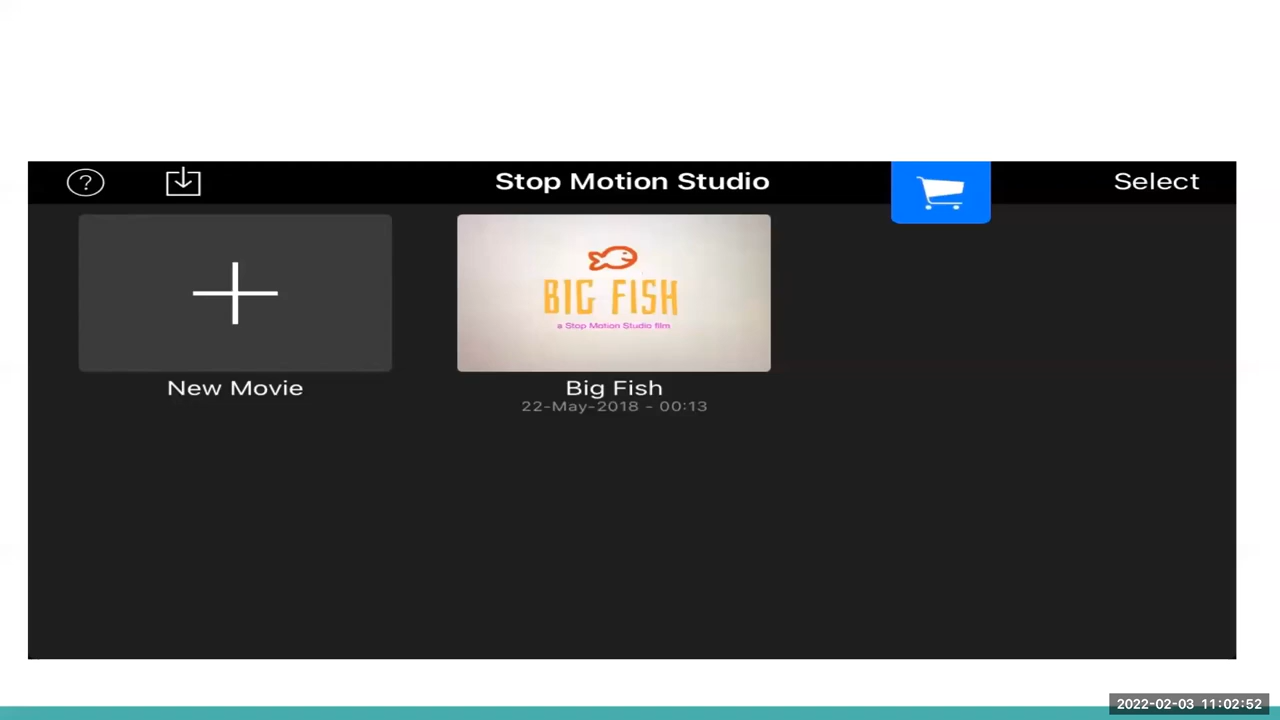 ?
Stop Motion Studio
Select
BIG FISH
a Stop Motion Studio film
New Movie
Big Fish
22-May-2018 - 00:13
2022-02-03 11:02:52